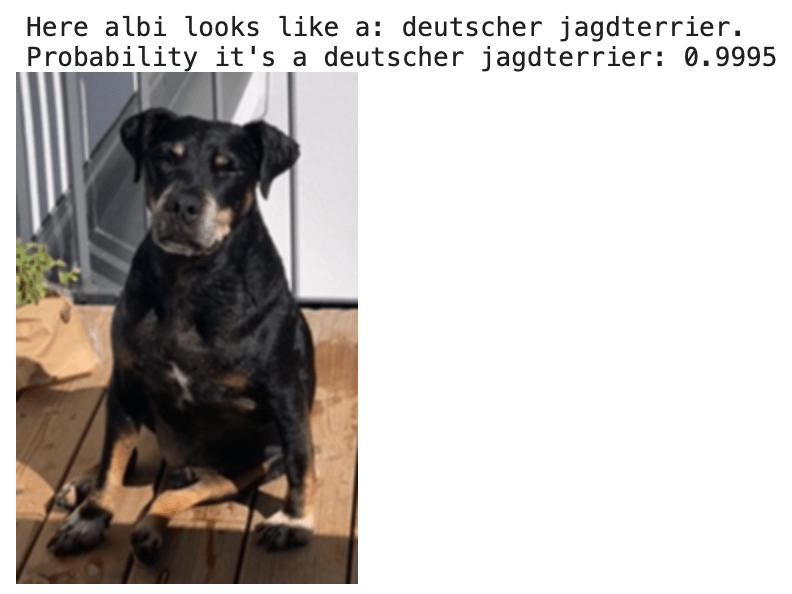 Here albi looks like a: deutscher jagdterrier.
Probability it's a deutscher jagdterrier: 0.9995